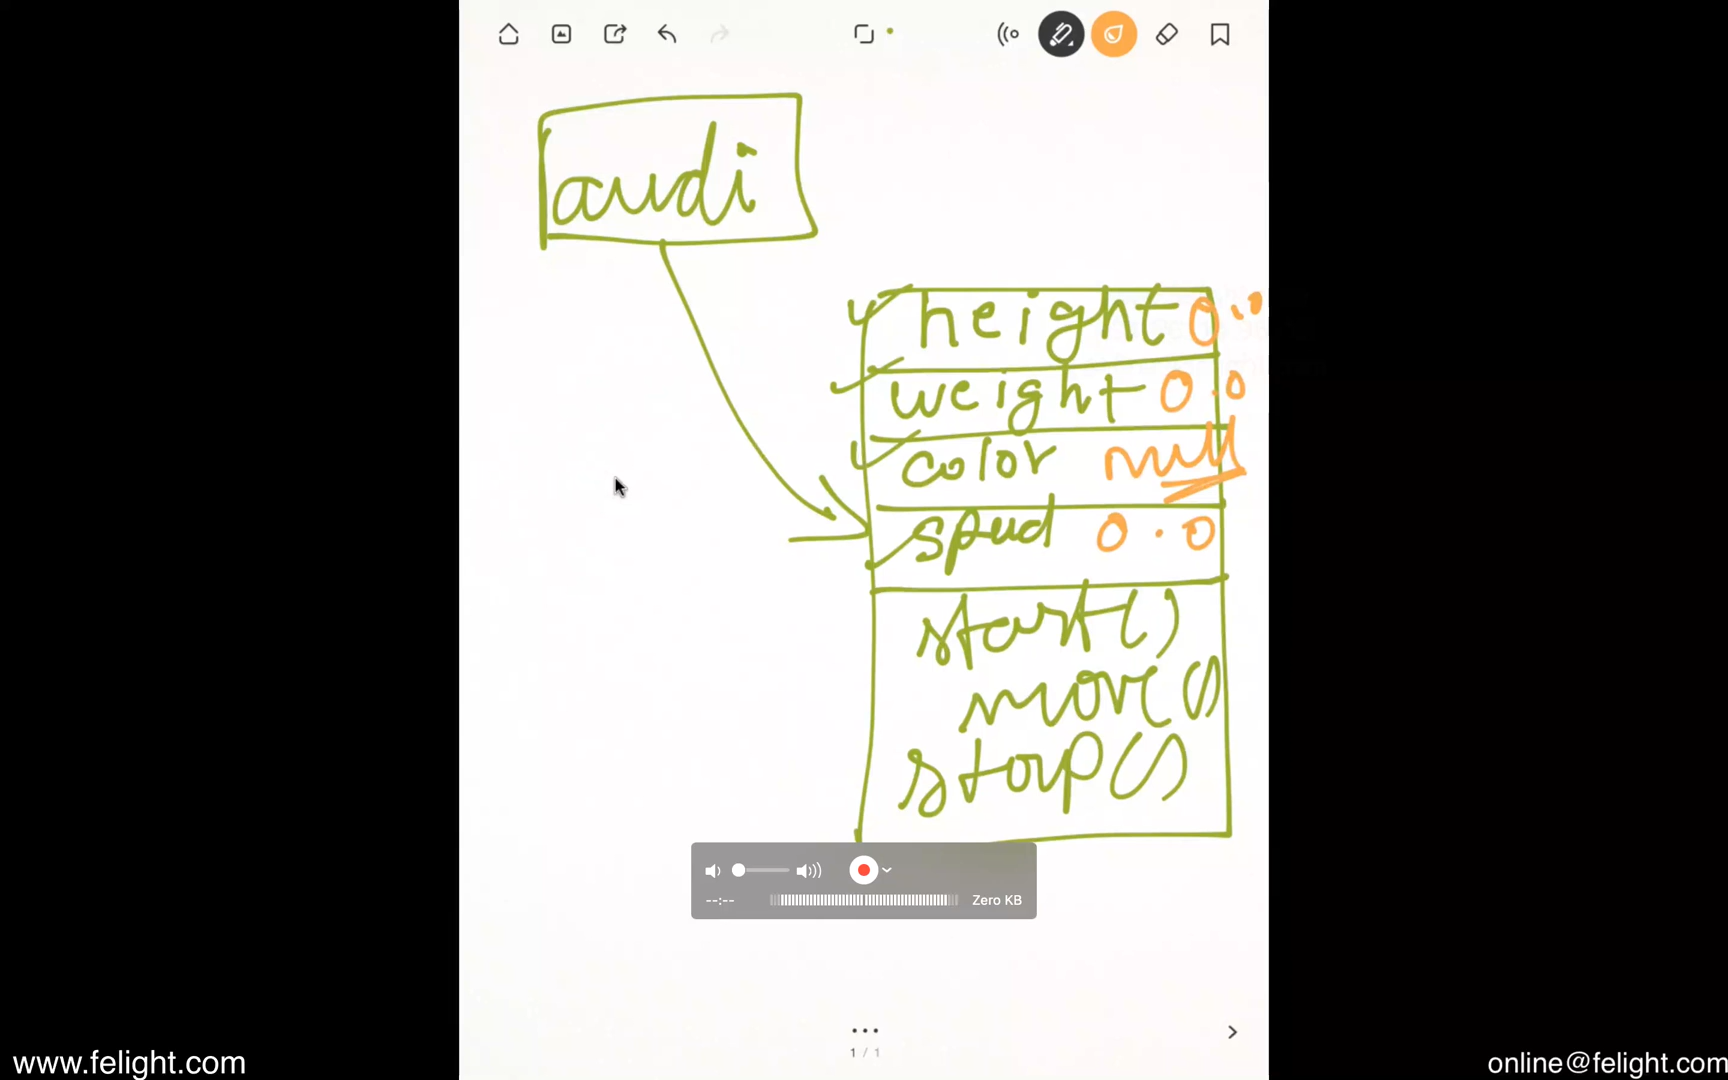 audi
height 0.0
weight 0.0
color null
speed 0.0
start()
move()
stop()
--:--
Zero KB
1 / 1
www.felight.com
online@felight.com